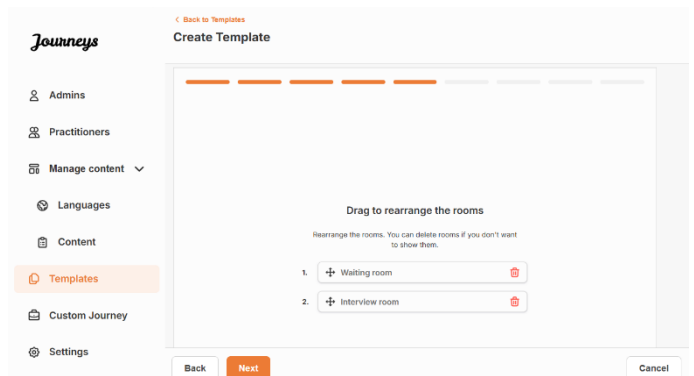 Journeys
Admins
Practitioners
Manage content
Languages
Content
Templates
Custom Journey
Settings
Back to Templates
Create Template
Drag to rearrange the rooms
Rearrange the rooms. You can delete rooms if you don't want
to show them.
1. Waiting room
2. Interview room
Back
Next
Cancel